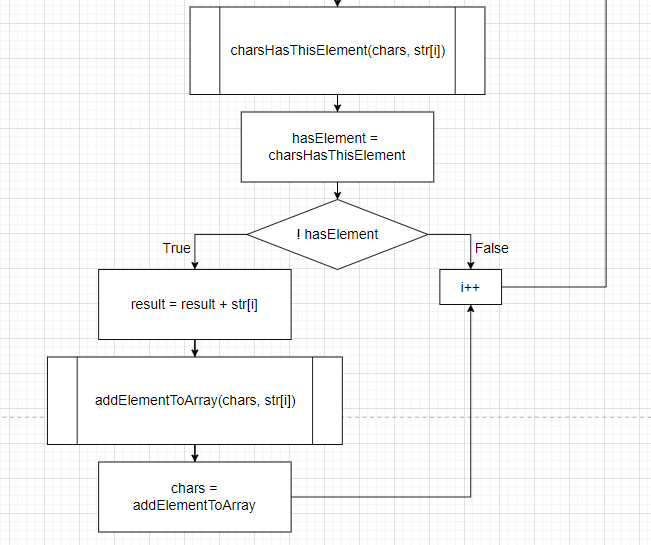 charsHasThisElement(chars, str[i])
hasElement =
charsHasThisElement
! hasElement
True
False
result = result + str[i]
i++
addElementToArray(chars, str[i])
chars =
addElementToArray